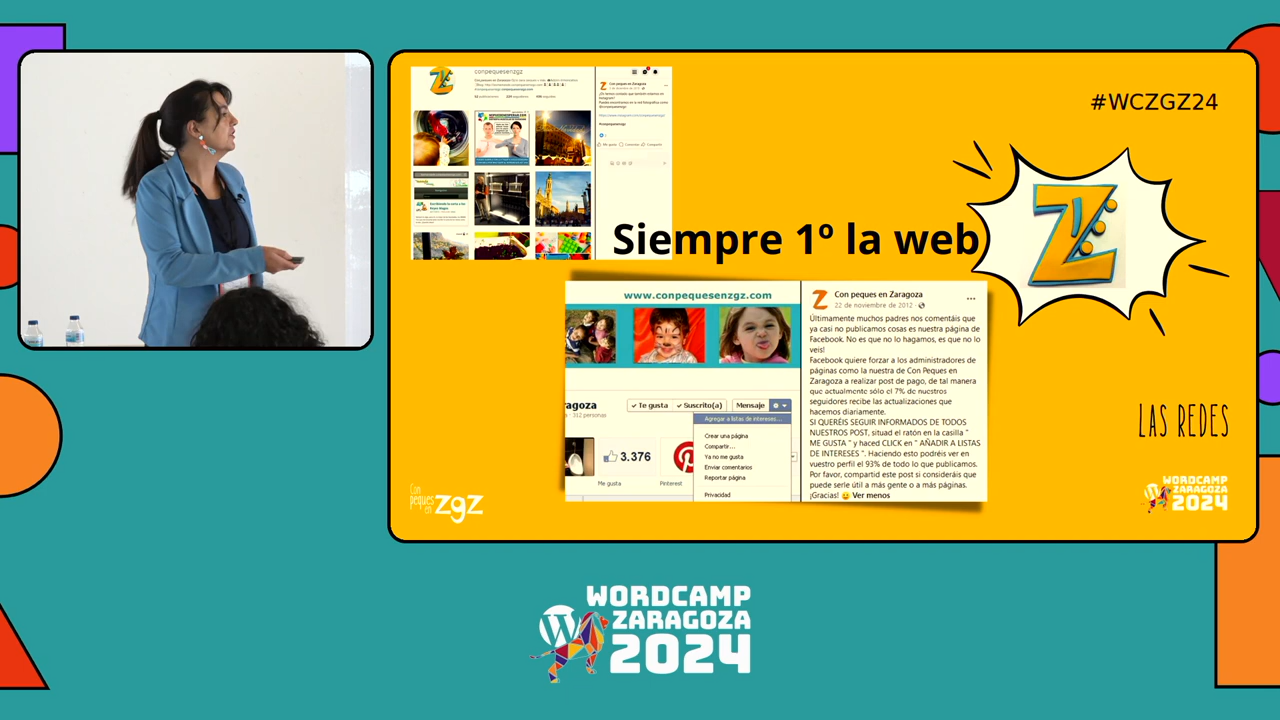 #WCZGZ24
conpequesenzgz
Con peques en Zaragoza
Siempre 1º la web
www.conpequesenzgz.com
ragoza
312 personas
Te gusta
Suscrito(a)
Mensaje
Agregar a listas de intereses...
Crear una página
Compartir...
Ya no me gusta
Enviar comentarios
Reportar página
Privacidad
3.376
Me gusta
Pinterest
Con peques en Zaragoza
22 de noviembre de 2012
Últimamente muchos padres nos comentáis que
ya casi no publicamos cosas es nuestra página de
Facebook. No es que no lo hagamos, es que no lo
veis!
Facebook quiere forzar a los administradores de
páginas como la nuestra de Con Peques en
Zaragoza a realizar post de pago, de tal manera
que actualmente sólo el 7% de nuestros
seguidores recibe las actualizaciones que
hacemos diariamente.
SI QUERÉIS SEGUIR INFORMADOS DE TODOS
NUESTROS POST, situad el ratón en la casilla "
ME GUSTA " y haced CLICK en " AÑADIR A LISTAS
DE INTERESES ". Haciendo esto podréis ver en
vuestro perfil el 93% de todo lo que publicamos.
Por favor, compartid este post si consideráis que
puede serle útil a más gente o a más páginas.
¡Gracias! 😀 Ver menos
LAS REDES
Con
peques
en
zgz
WORDCAMP
ZARAGOZA
2024
WORDCAMP
ZARAGOZA
2024